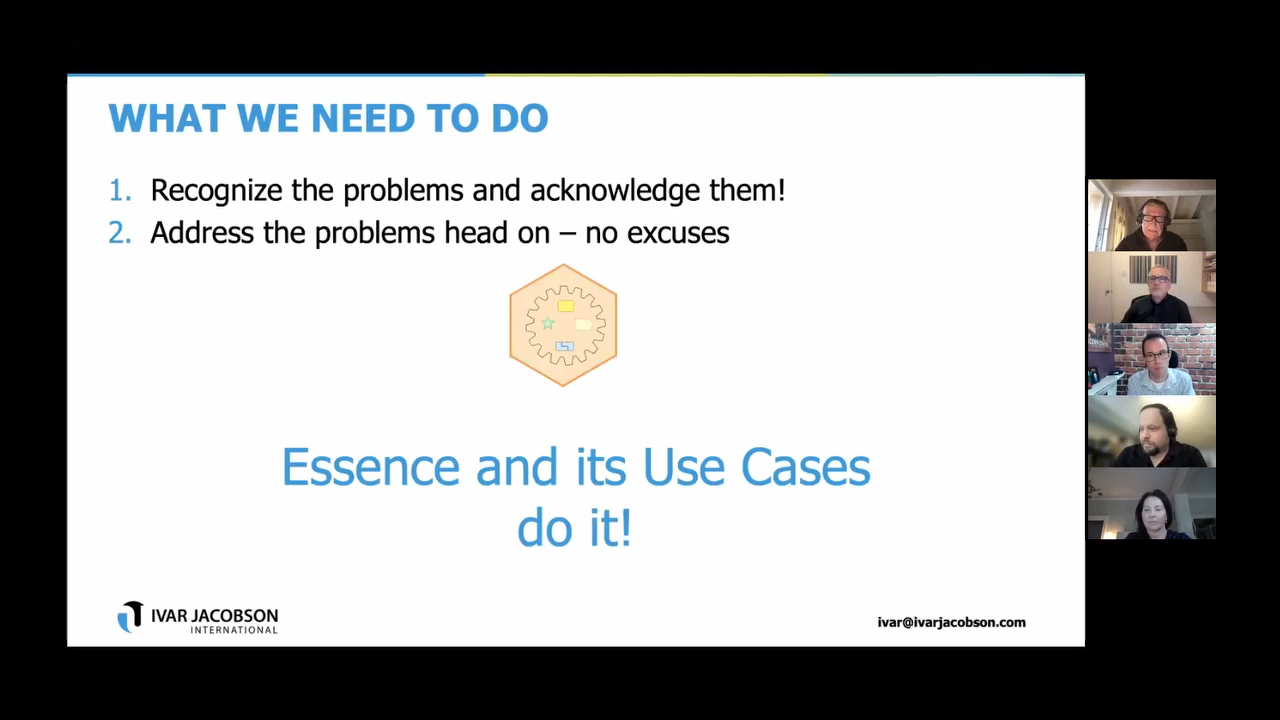 WHAT WE NEED TO DO
1. Recognize the problems and acknowledge them!
2. Address the problems head on – no excuses
Essence and its Use Cases
do it!
IVAR JACOBSON
INTERNATIONAL
ivar@ivarjacobson.com